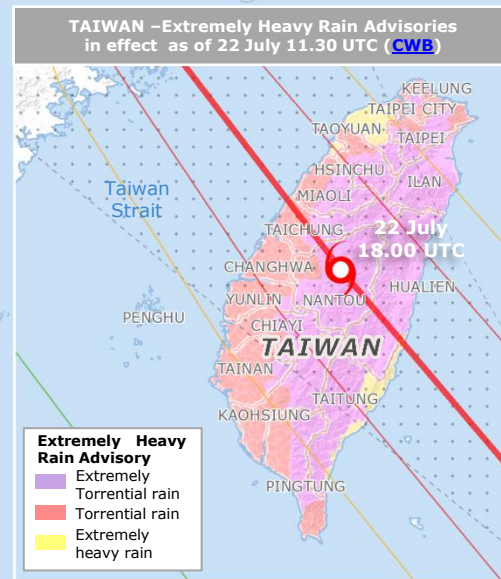 TAIWAN –Extremely Heavy Rain Advisories
in effect as of 22 July 11.30 UTC (CWB)
KEELUNG
TAIPEI CITY
TAOYUAN
TAIPEI
HSINCHU
ILAN
MIAOLI
Taiwan
Strait
TAICHUNG
22 July
18.00 UTC
CHANGHWA
HUALIEN
YUNLIN
NANTOU
PENGHU
CHIAYI
TAIWAN
TAINAN
TAITUNG
KAOHSIUNG
PINGTUNG
Extremely Heavy
Rain Advisory
Extremely
Torrential rain
Torrential rain
Extremely
heavy rain